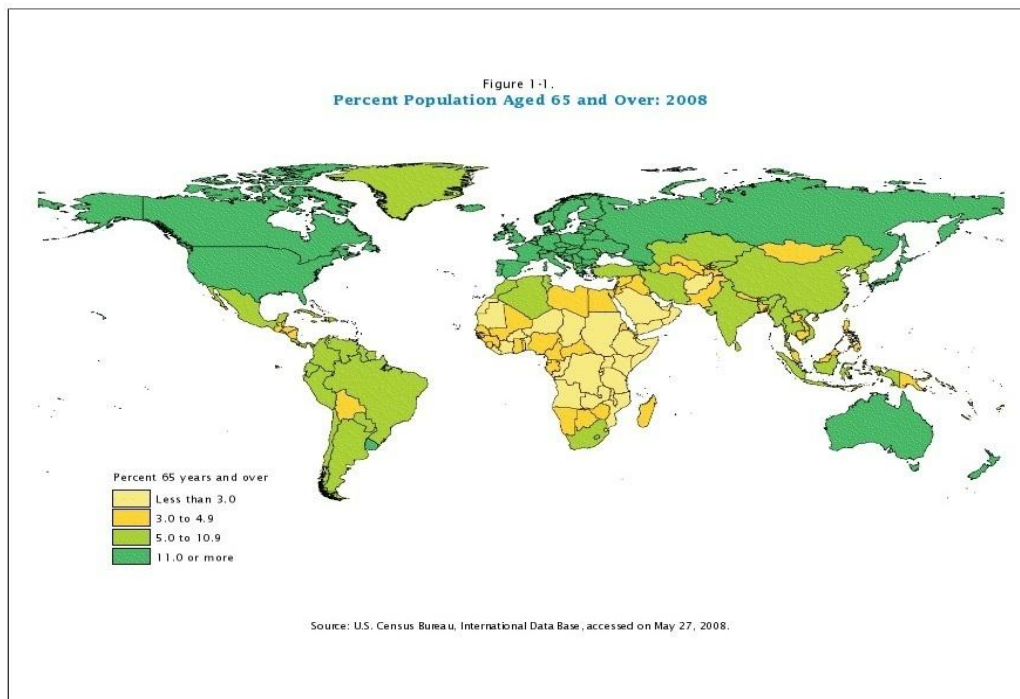 Figure 1-1.
Percent Population Aged 65 and Over: 2008
Percent 65 years and over
Less than 3.0
3.0 to 4.9
5.0 to 10.9
11.0 or more
Source: U.S. Census Bureau, International Data Base, accessed on May 27, 2008.